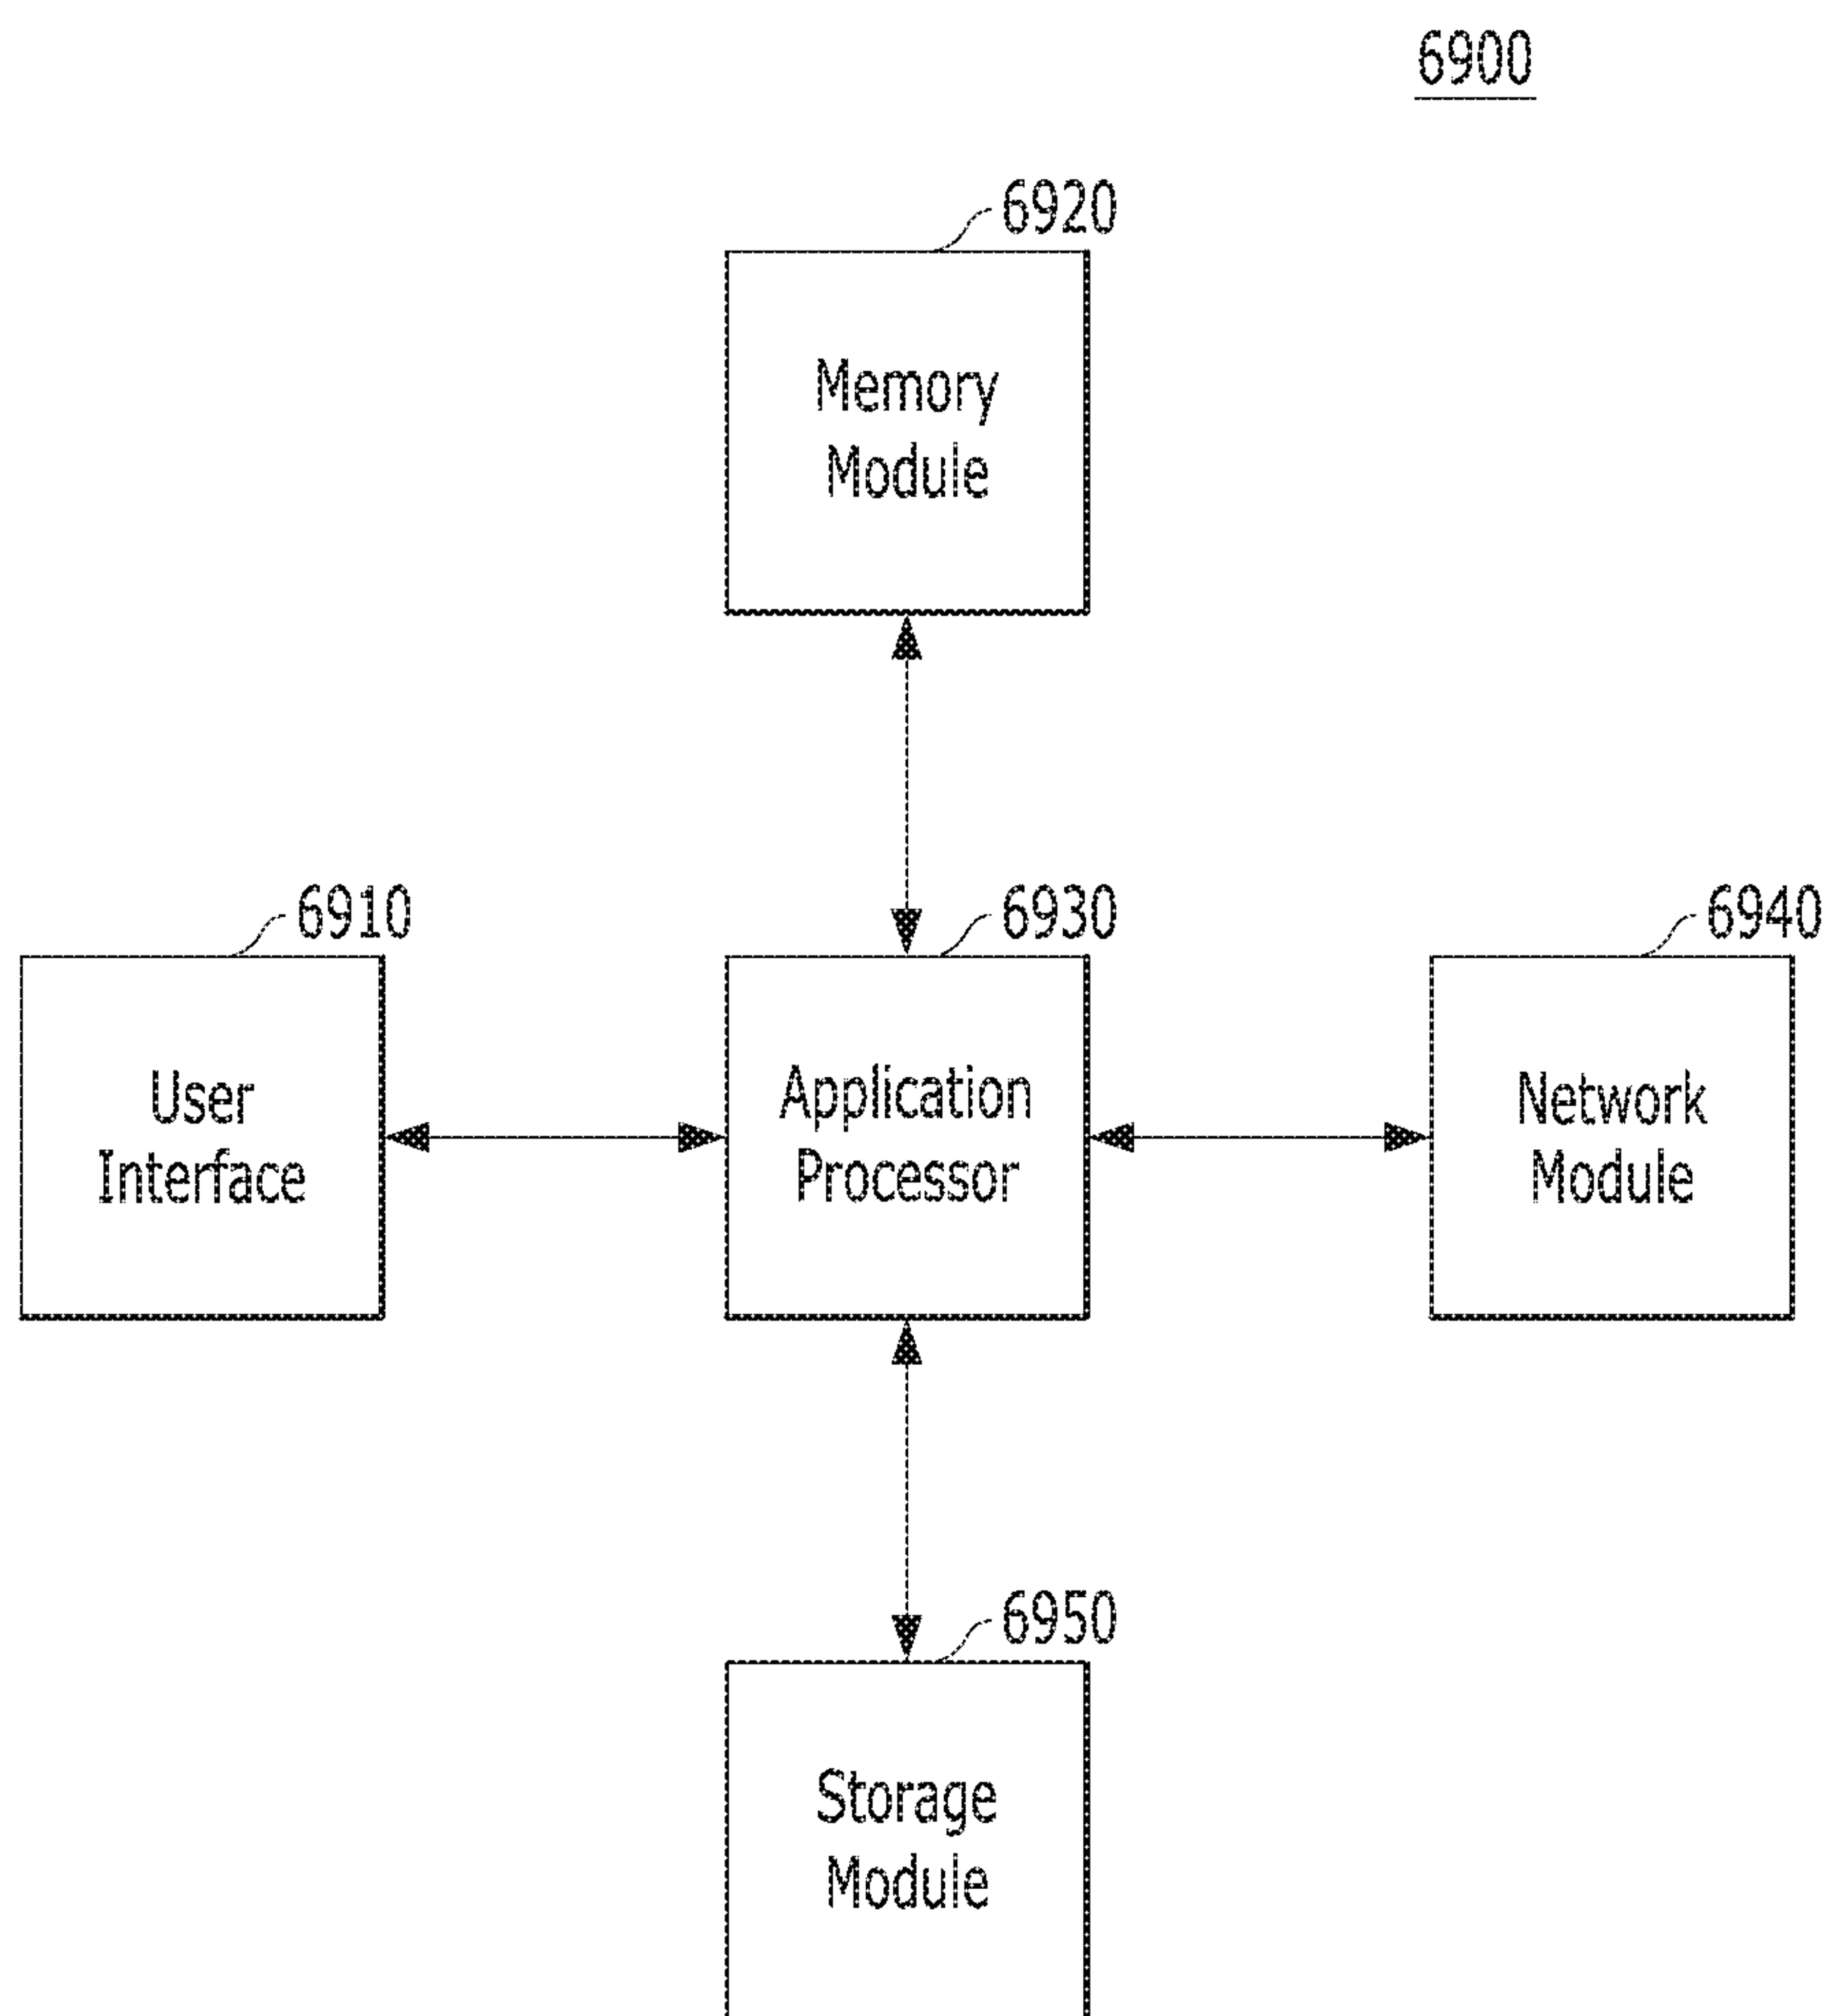 6900
6920
Memory
Module
6910
6930
6940
User
Interface
Application
Processor
Network
Module
6950
Storage
Module